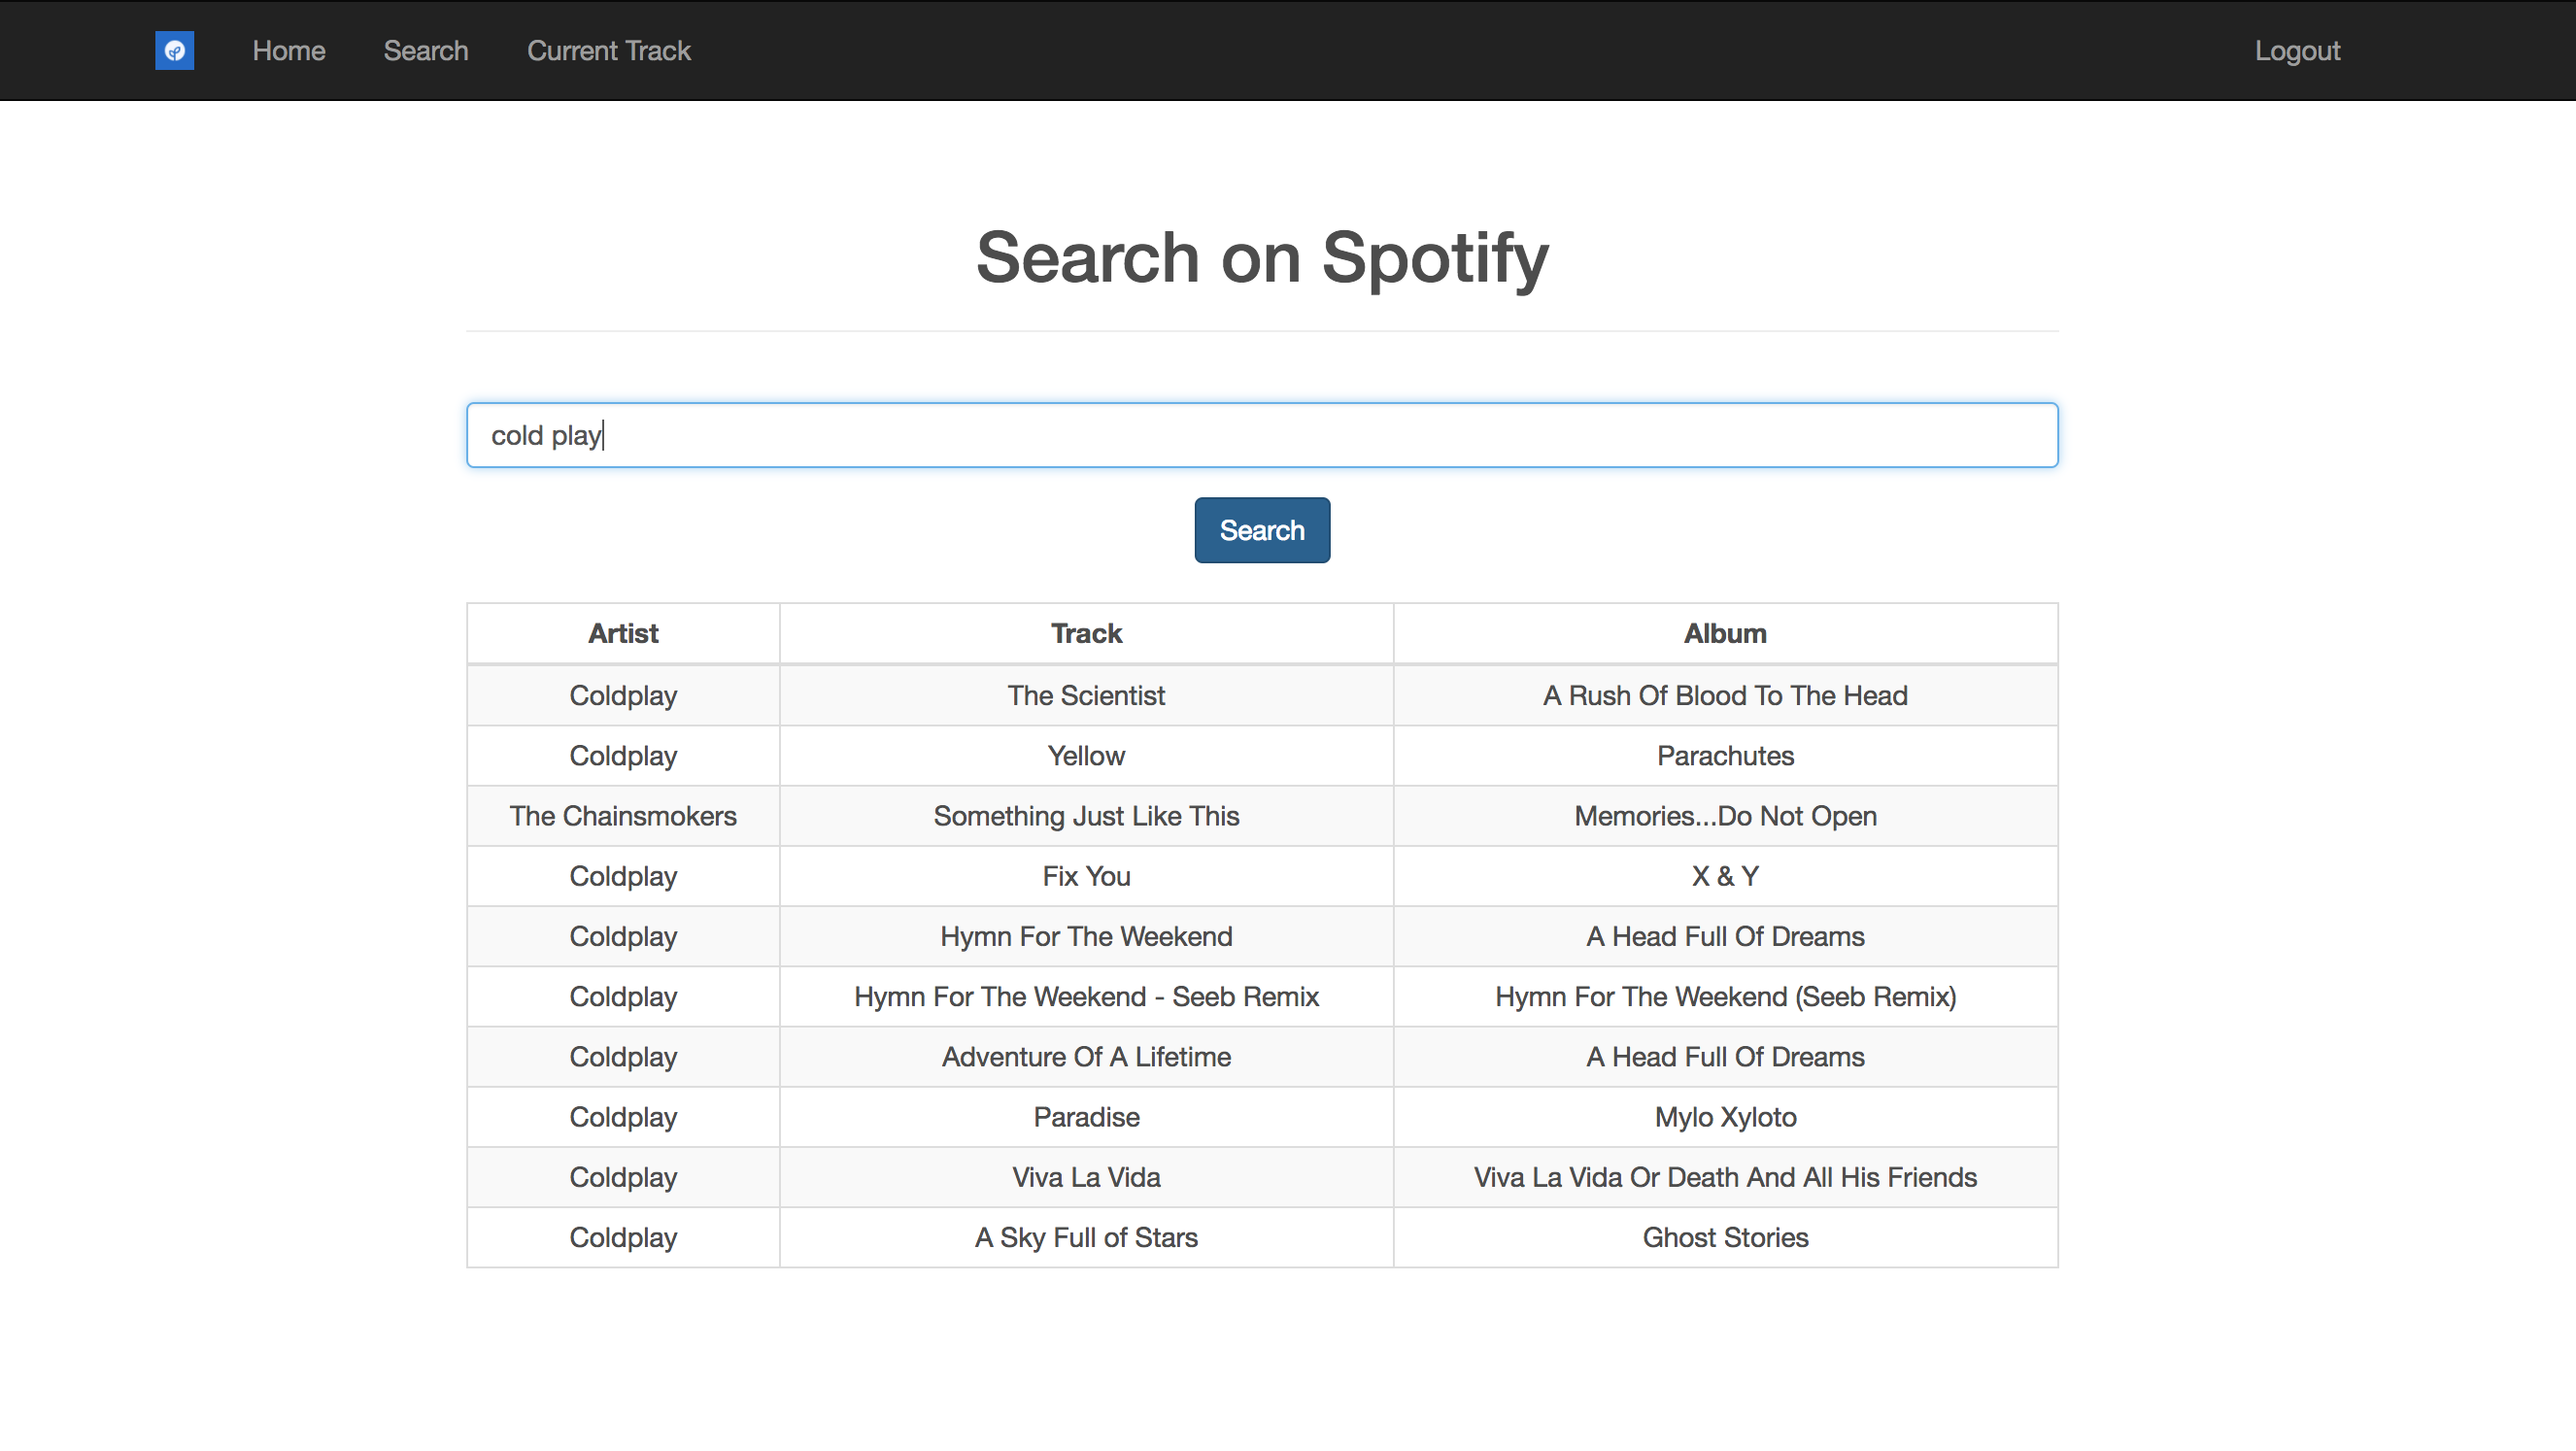 Home Search Current Track Logout
Search on Spotify
cold play
Search
Artist Track Album
Coldplay The Scientist A Rush Of Blood To The Head
Coldplay Yellow Parachutes
The Chainsmokers Something Just Like This Memories...Do Not Open
Coldplay Fix You X & Y
Coldplay Hymn For The Weekend A Head Full Of Dreams
Coldplay Hymn For The Weekend - Seeb Remix Hymn For The Weekend (Seeb Remix)
Coldplay Adventure Of A Lifetime A Head Full Of Dreams
Coldplay Paradise Mylo Xyloto
Coldplay Viva La Vida Viva La Vida Or Death And All His Friends
Coldplay A Sky Full of Stars Ghost Stories